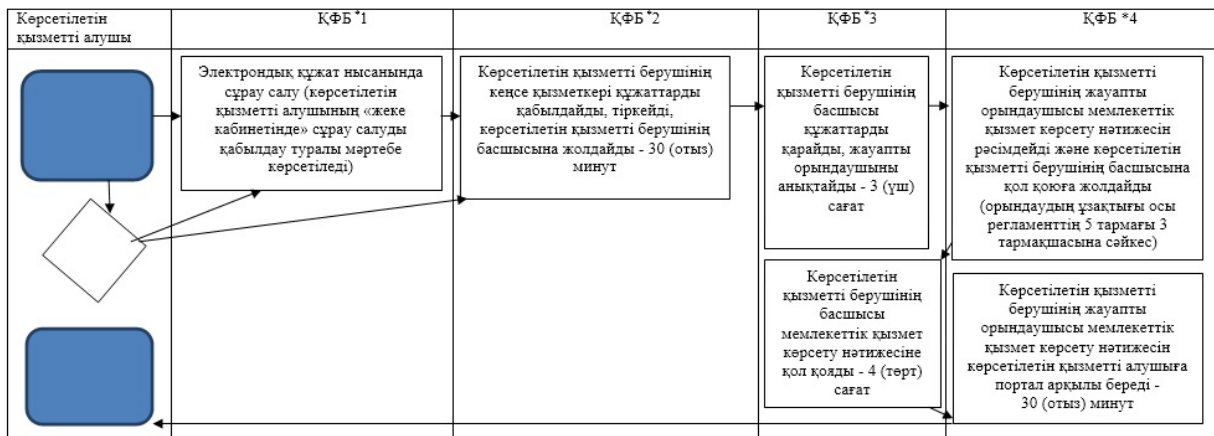 Көрсетілетін
қызметті алушы
ҚФБ *1
ҚФБ *2
ҚФБ *3
ҚФБ *4
Электрондық құжат нысанында
сұрау салу (көрсетілетін
қызметті алушының «жеке
кабинетінде» сұрау салуды
қабылдау туралы мәртебе
көрсетіледі)
Көрсетілетін қызметті берушінің
кеңсе қызметкері құжаттарды
қабылдайды, тіркейді,
көрсетілетін қызметті берушінің
басшысына жолдайды - 30 (отыз)
минут
Көрсетілетін
қызметті берушінің
басшысы
құжаттарды
қарайды, жауапты
орындаушыны
анықтайды - 3 (үш)
сағат
Көрсетілетін қызметті
берушінің жауапты
орындаушысы мемлекеттік
қызмет көрсету нәтижесін
рәсімдейді және көрсетілетін
қызметті берушінің басшысына
қол қоюға жолдайды
(орындаудың ұзақтығы осы
регламенттің 5 тармағы 3
тармақшасына сәйкес)
Көрсетілетін
қызметті берушінің
басшысы
мемлекеттік қызмет
көрсету нәтижесіне
қол қояды - 4 (төрт)
сағат
Көрсетілетін қызметті
берушінің жауапты
орындаушысы мемлекеттік
қызмет көрсету нәтижесін
көрсетілетін қызметті алушыға
портал арқылы береді -
30 (отыз) минут